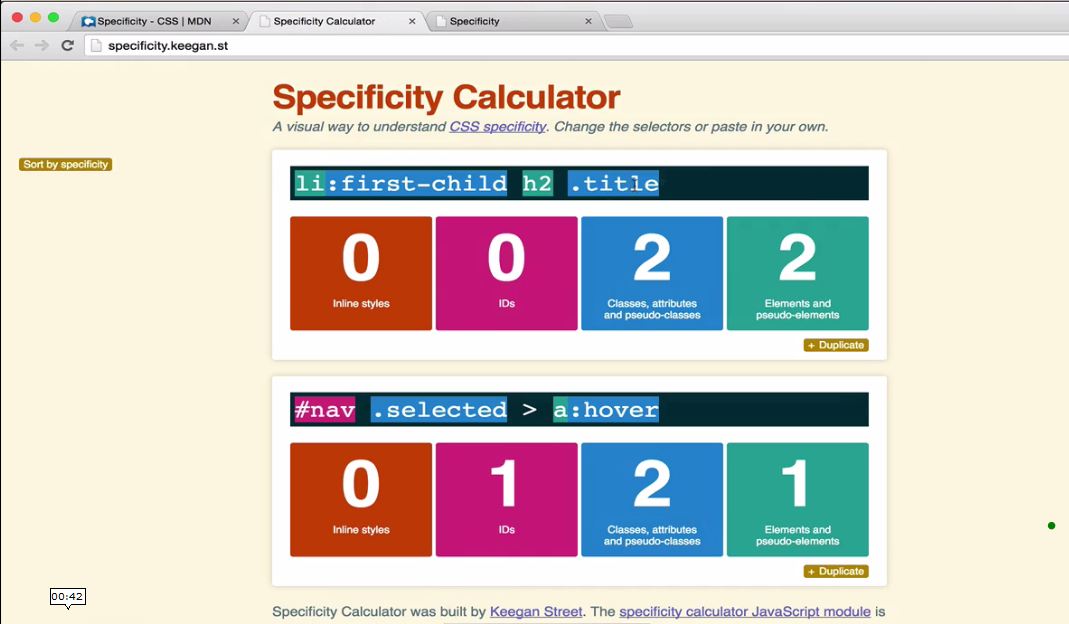 Specificity - CSS | MDN × Specificity Calculator × Specificity ×
specificity.keegan.st
Specificity Calculator
A visual way to understand CSS specificity. Change the selectors or paste in your own.
Sort by specificity
li:first-child h2 .title
0 0 2 2
Inline styles IDs Classes, attributes and pseudo-classes Elements and pseudo-elements
+ Duplicate
#nav .selected > a:hover
0 1 2 1
Inline styles IDs Classes, attributes and pseudo-classes Elements and pseudo-elements
+ Duplicate
00:42
Specificity Calculator was built by Keegan Street. The specificity calculator JavaScript module is